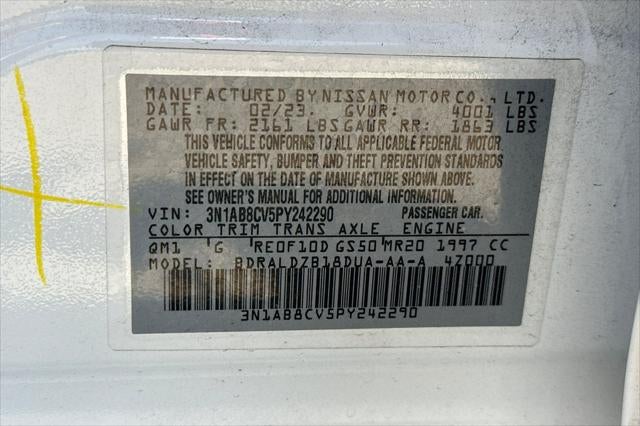 MANUFACTURED BY NISSAN MOTOR CO., LTD.
DATE: 02/23. GVWR: 4001 LBS
GAWR FR: 2161 LBS GAWR RR: 1863 LBS
THIS VEHICLE CONFORMS TO ALL APPLICABLE FEDERAL MOTOR
VEHICLE SAFETY, BUMPER AND THEFT PREVENTION STANDARDS
IN EFFECT ON THE DATE OF MANUFACTURE SHOWN ABOVE.
SEE OWNER'S MANUAL FOR ADDITIONAL INFORMATION.
VIN: 3N1AB8CV5PY242290 PASSENGER CAR.
COLOR TRIM TRANS AXLE ENGINE
QM1 'G 'RE0F10D GS50 'MR20 1997 CC
MODEL: BDRALDZB18DUA-AA-A 4Z000
3N1AB8CV5PY242290